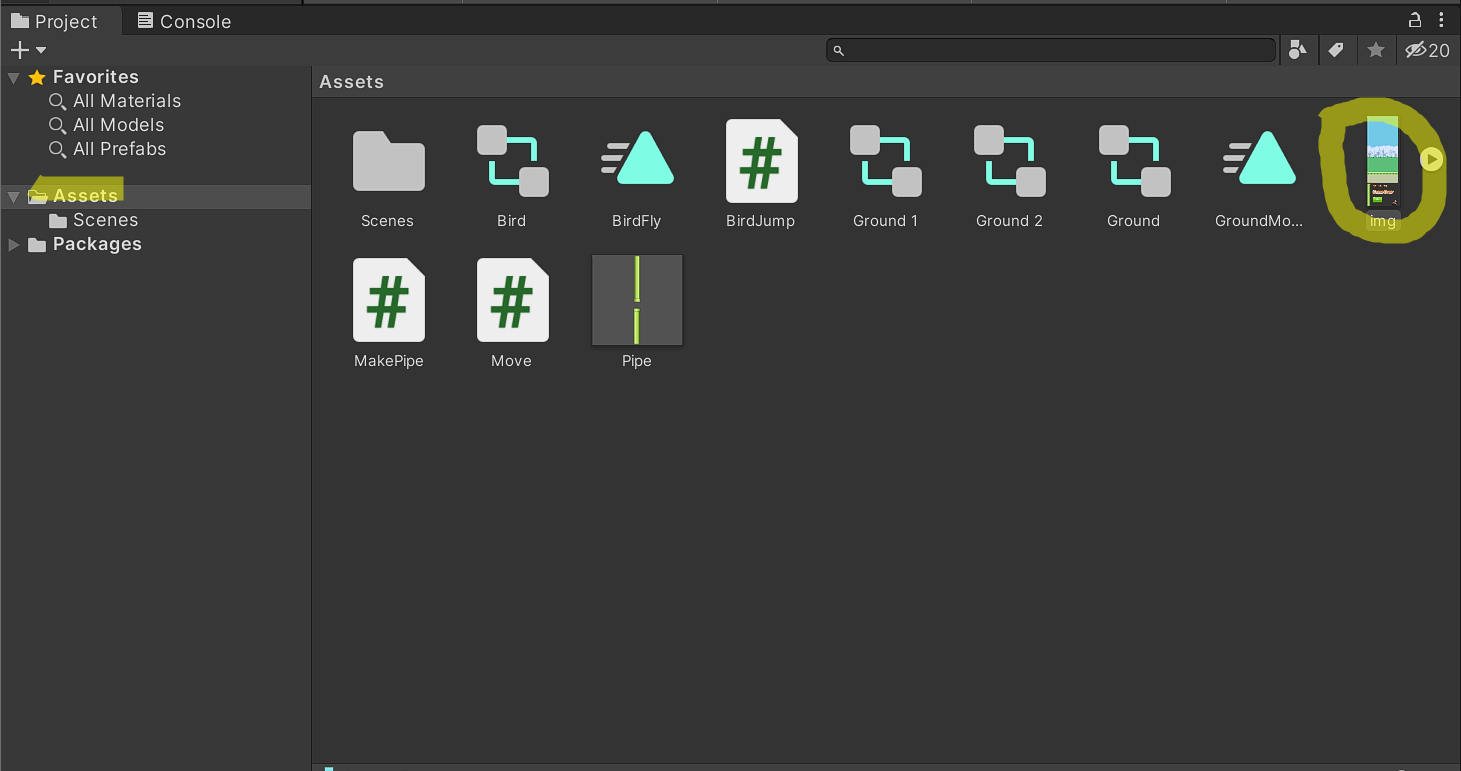 Project
Console
20
Favorites
All Materials
All Models
All Prefabs
Assets
Scenes
Packages
Assets
Scenes
Bird
BirdFly
BirdJump
Ground 1
Ground 2
Ground
GroundMo...
img
MakePipe
Move
Pipe